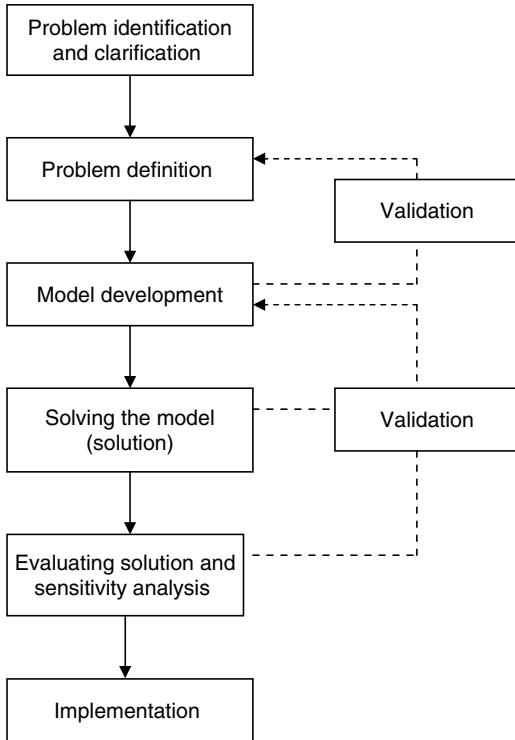 Problem identification
and clarification
Problem definition
Validation
Model development
Solving the model
(solution)
Validation
Evaluating solution and
sensitivity analysis
Implementation